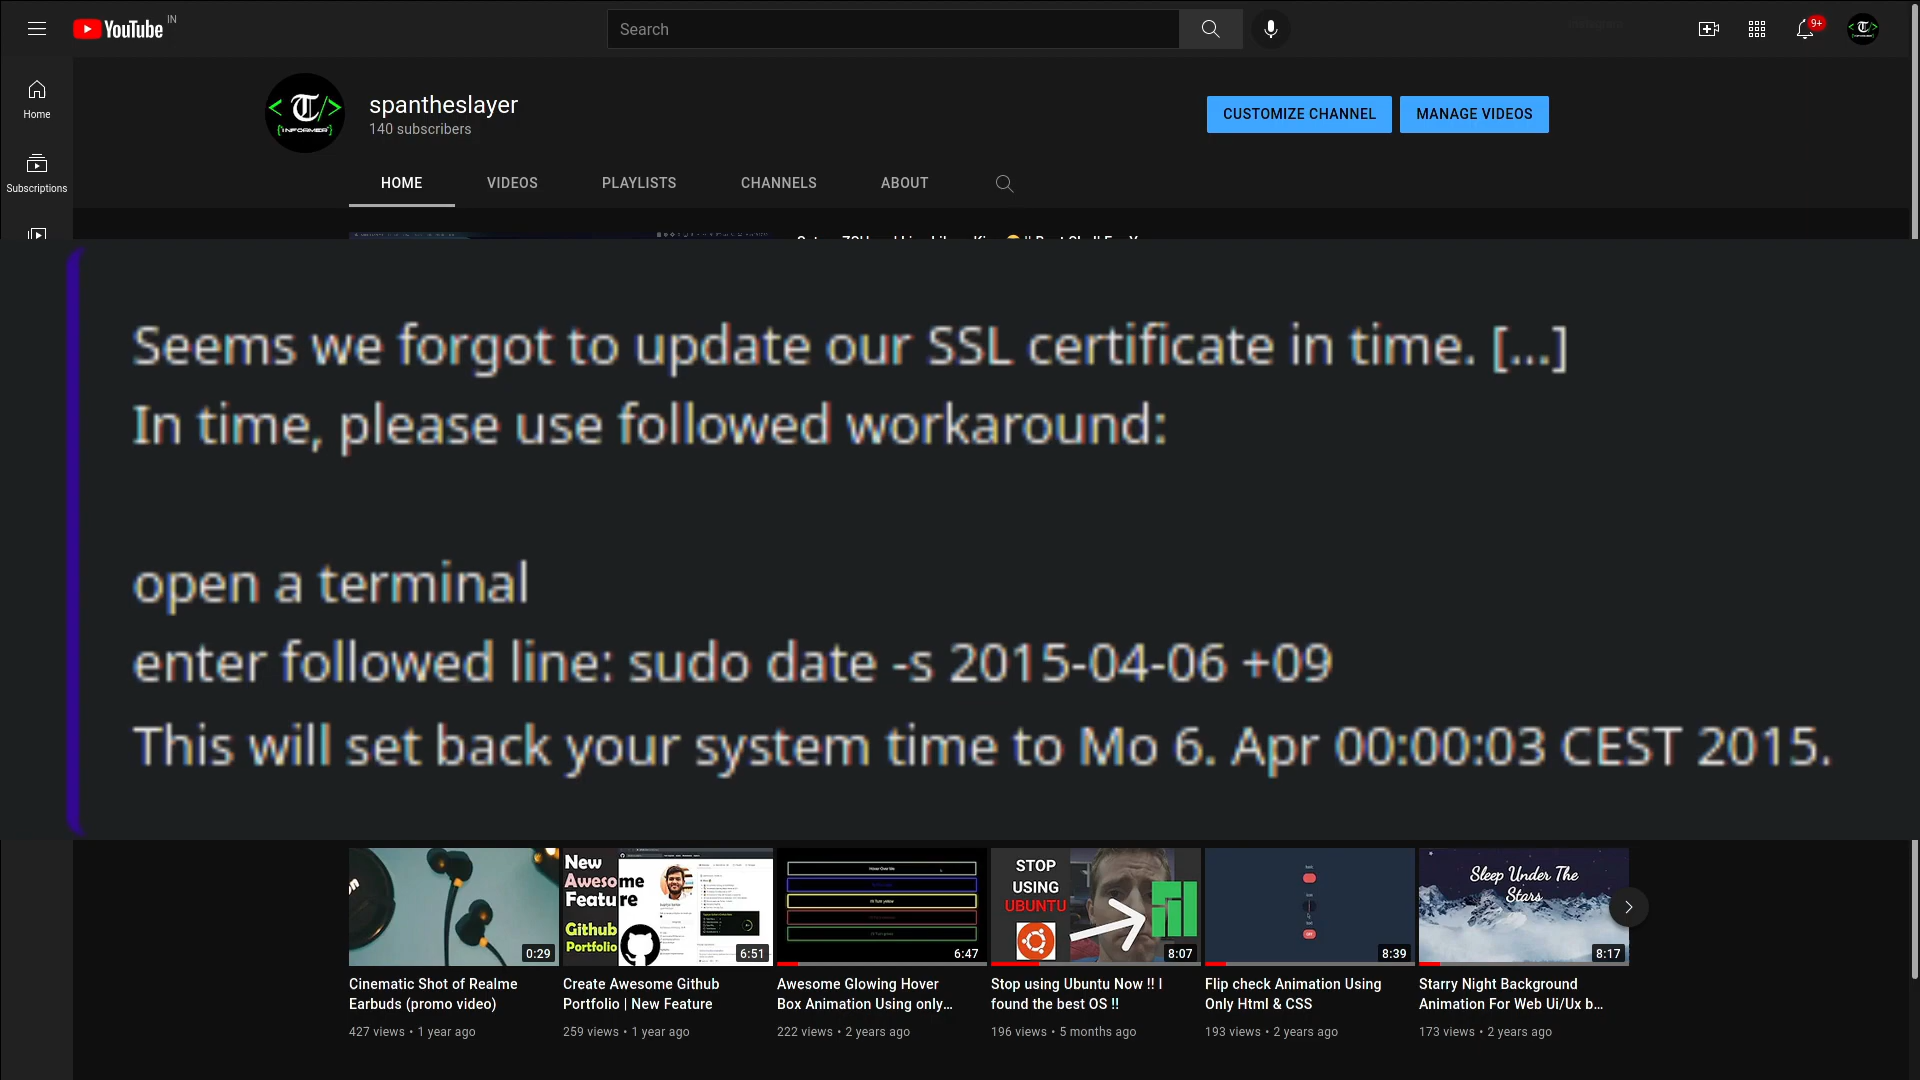 YouTube IN
Search
9+
Home
spantheslayer
140 subscribers
CUSTOMIZE CHANNEL
MANAGE VIDEOS
Subscriptions
HOME VIDEOS PLAYLISTS CHANNELS ABOUT
Seems we forgot to update our SSL certificate in time. [...]
In time, please use followed workaround:
open a terminal
enter followed line: sudo date -s 2015-04-06 +09
This will set back your system time to Mo 6. Apr 00:00:03 CEST 2015.
0:29
New
Awesome
Feature
Github
Portfolio
6:51
6:47
STOP
USING
UBUNTU
8:07
8:39
Sleep Under The
Stars
8:17
Cinematic Shot of Realme
Earbuds (promo video)
427 views • 1 year ago
Create Awesome Github
Portfolio | New Feature
259 views • 1 year ago
Awesome Glowing Hover
Box Animation Using only...
222 views • 2 years ago
Stop using Ubuntu Now !! I
found the best OS !!
196 views • 5 months ago
Flip check Animation Using
Only Html & CSS
193 views • 2 years ago
Starry Night Background
Animation For Web Ui/Ux b...
173 views • 2 years ago